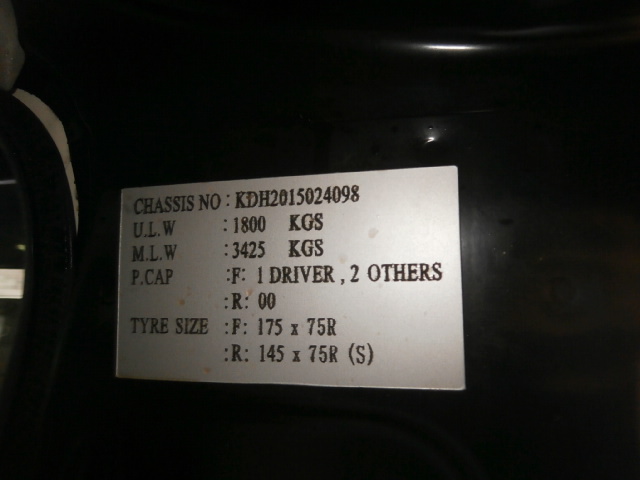 CHASSIS NO : KDH2015024098
U.L.W : 1800 KGS
M.L.W : 3425 KGS
P.CAP :F: 1 DRIVER , 2 OTHERS
:R: 00
TYRE SIZE :F: 175 x 75R
:R: 145 x 75R (S)